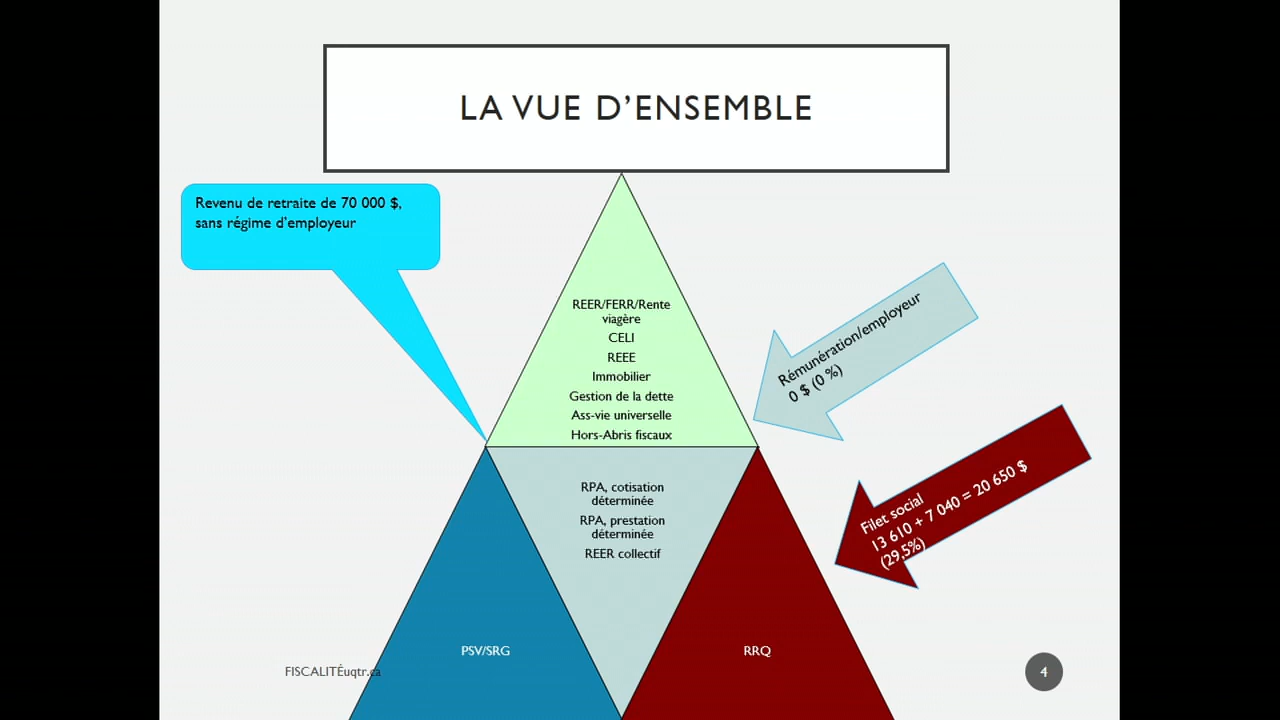 LA VUE D’ENSEMBLE
Revenu de retraite de 70 000 $,
sans régime d’employeur
REER/FERR/Rente
viagère
CELI
REEE
Immobilier
Gestion de la dette
Ass-vie universelle
Hors-Abris fiscaux
Rémunération/employeur
0 $ (0 %)
RPA, cotisation
déterminée
RPA, prestation
déterminée
REER collectif
Filet social
13 610 + 7 040 = 20 650 $
(29,5%)
PSV/SRG
RRQ
FISCALITÉuqtr.ca
4